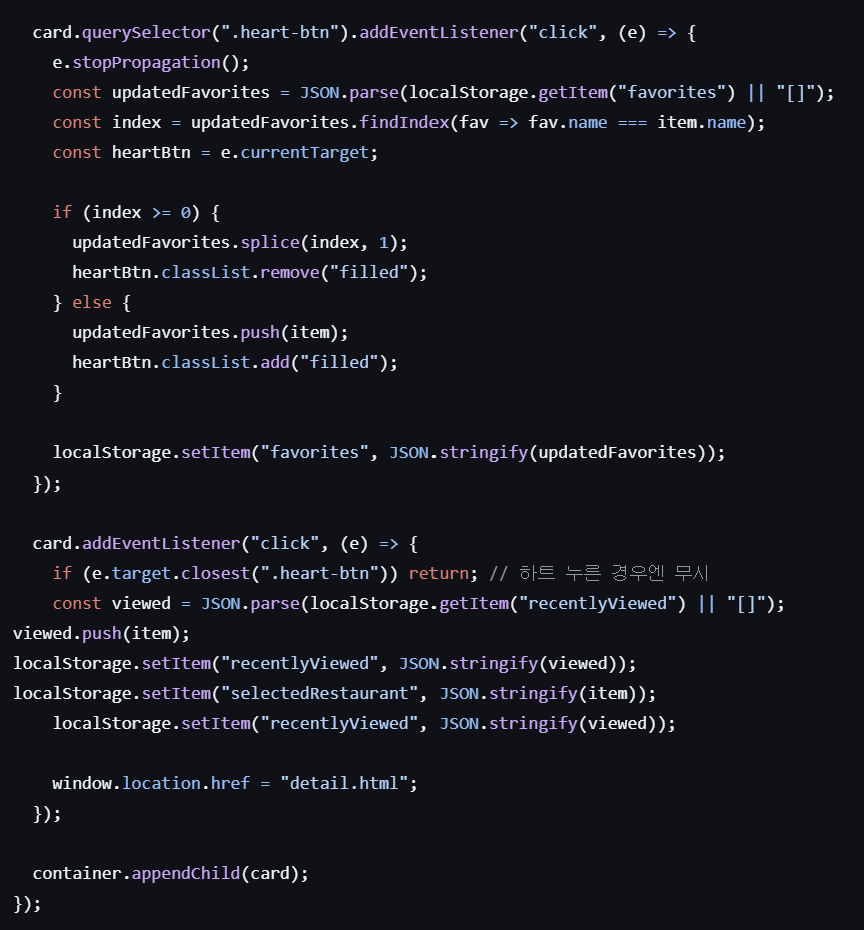 card.querySelector(".heart-btn").addEventListener("click", (e) => {
e.stopPropagation();
const updatedFavorites = JSON.parse(localStorage.getItem("favorites") || "[]");
const index = updatedFavorites.findIndex(fav => fav.name === item.name);
const heartBtn = e.currentTarget;
if (index >= 0) {
updatedFavorites.splice(index, 1);
heartBtn.classList.remove("filled");
} else {
updatedFavorites.push(item);
heartBtn.classList.add("filled");
}
localStorage.setItem("favorites", JSON.stringify(updatedFavorites));
});
card.addEventListener("click", (e) => {
if (e.target.closest(".heart-btn")) return; // 하트 누른 경우엔 무시
const viewed = JSON.parse(localStorage.getItem("recentlyViewed") || "[]");
viewed.push(item);
localStorage.setItem("recentlyViewed", JSON.stringify(viewed));
localStorage.setItem("selectedRestaurant", JSON.stringify(item));
localStorage.setItem("recentlyViewed", JSON.stringify(viewed));
window.location.href = "detail.html";
});
container.appendChild(card);
});